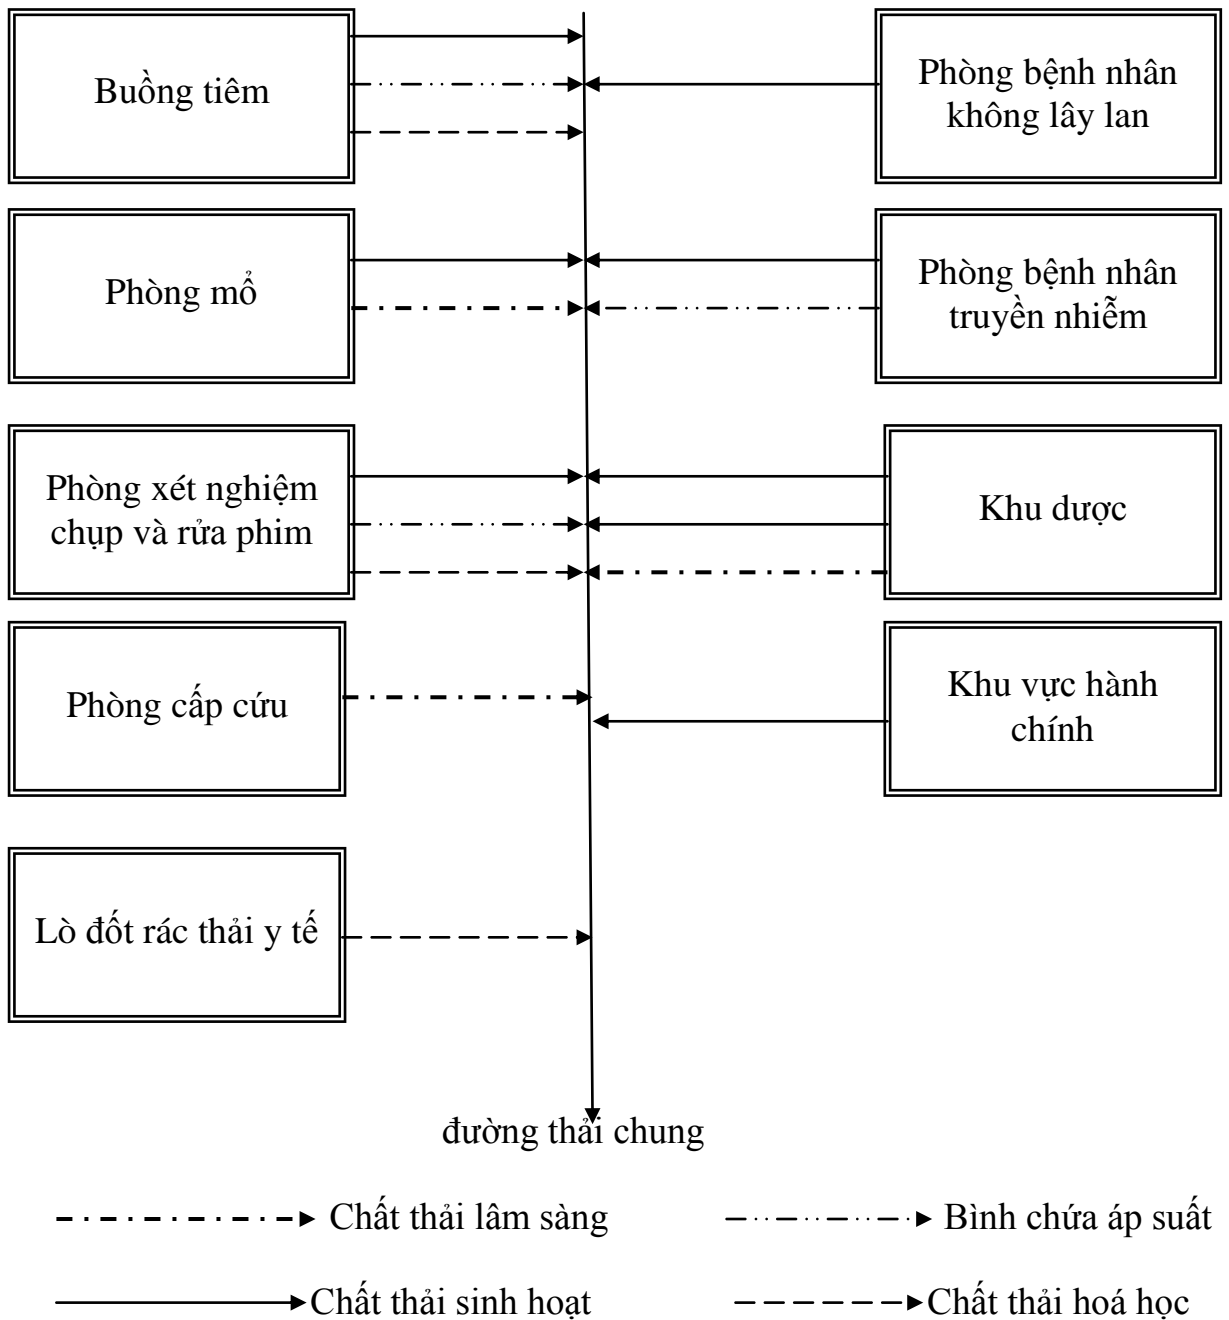 Buồng tiêm
Phòng bệnh nhân
không lây lan
Phòng mổ
Phòng bệnh nhân
truyền nhiễm
Phòng xét nghiệm
chụp và rửa phim
Khu dược
Phòng cấp cứu
Khu vực hành
chính
Lò đốt rác thải y tế
đường thải chung
Chất thải lâm sàng
Bình chứa áp suất
Chất thải sinh hoạt
Chất thải hoá học